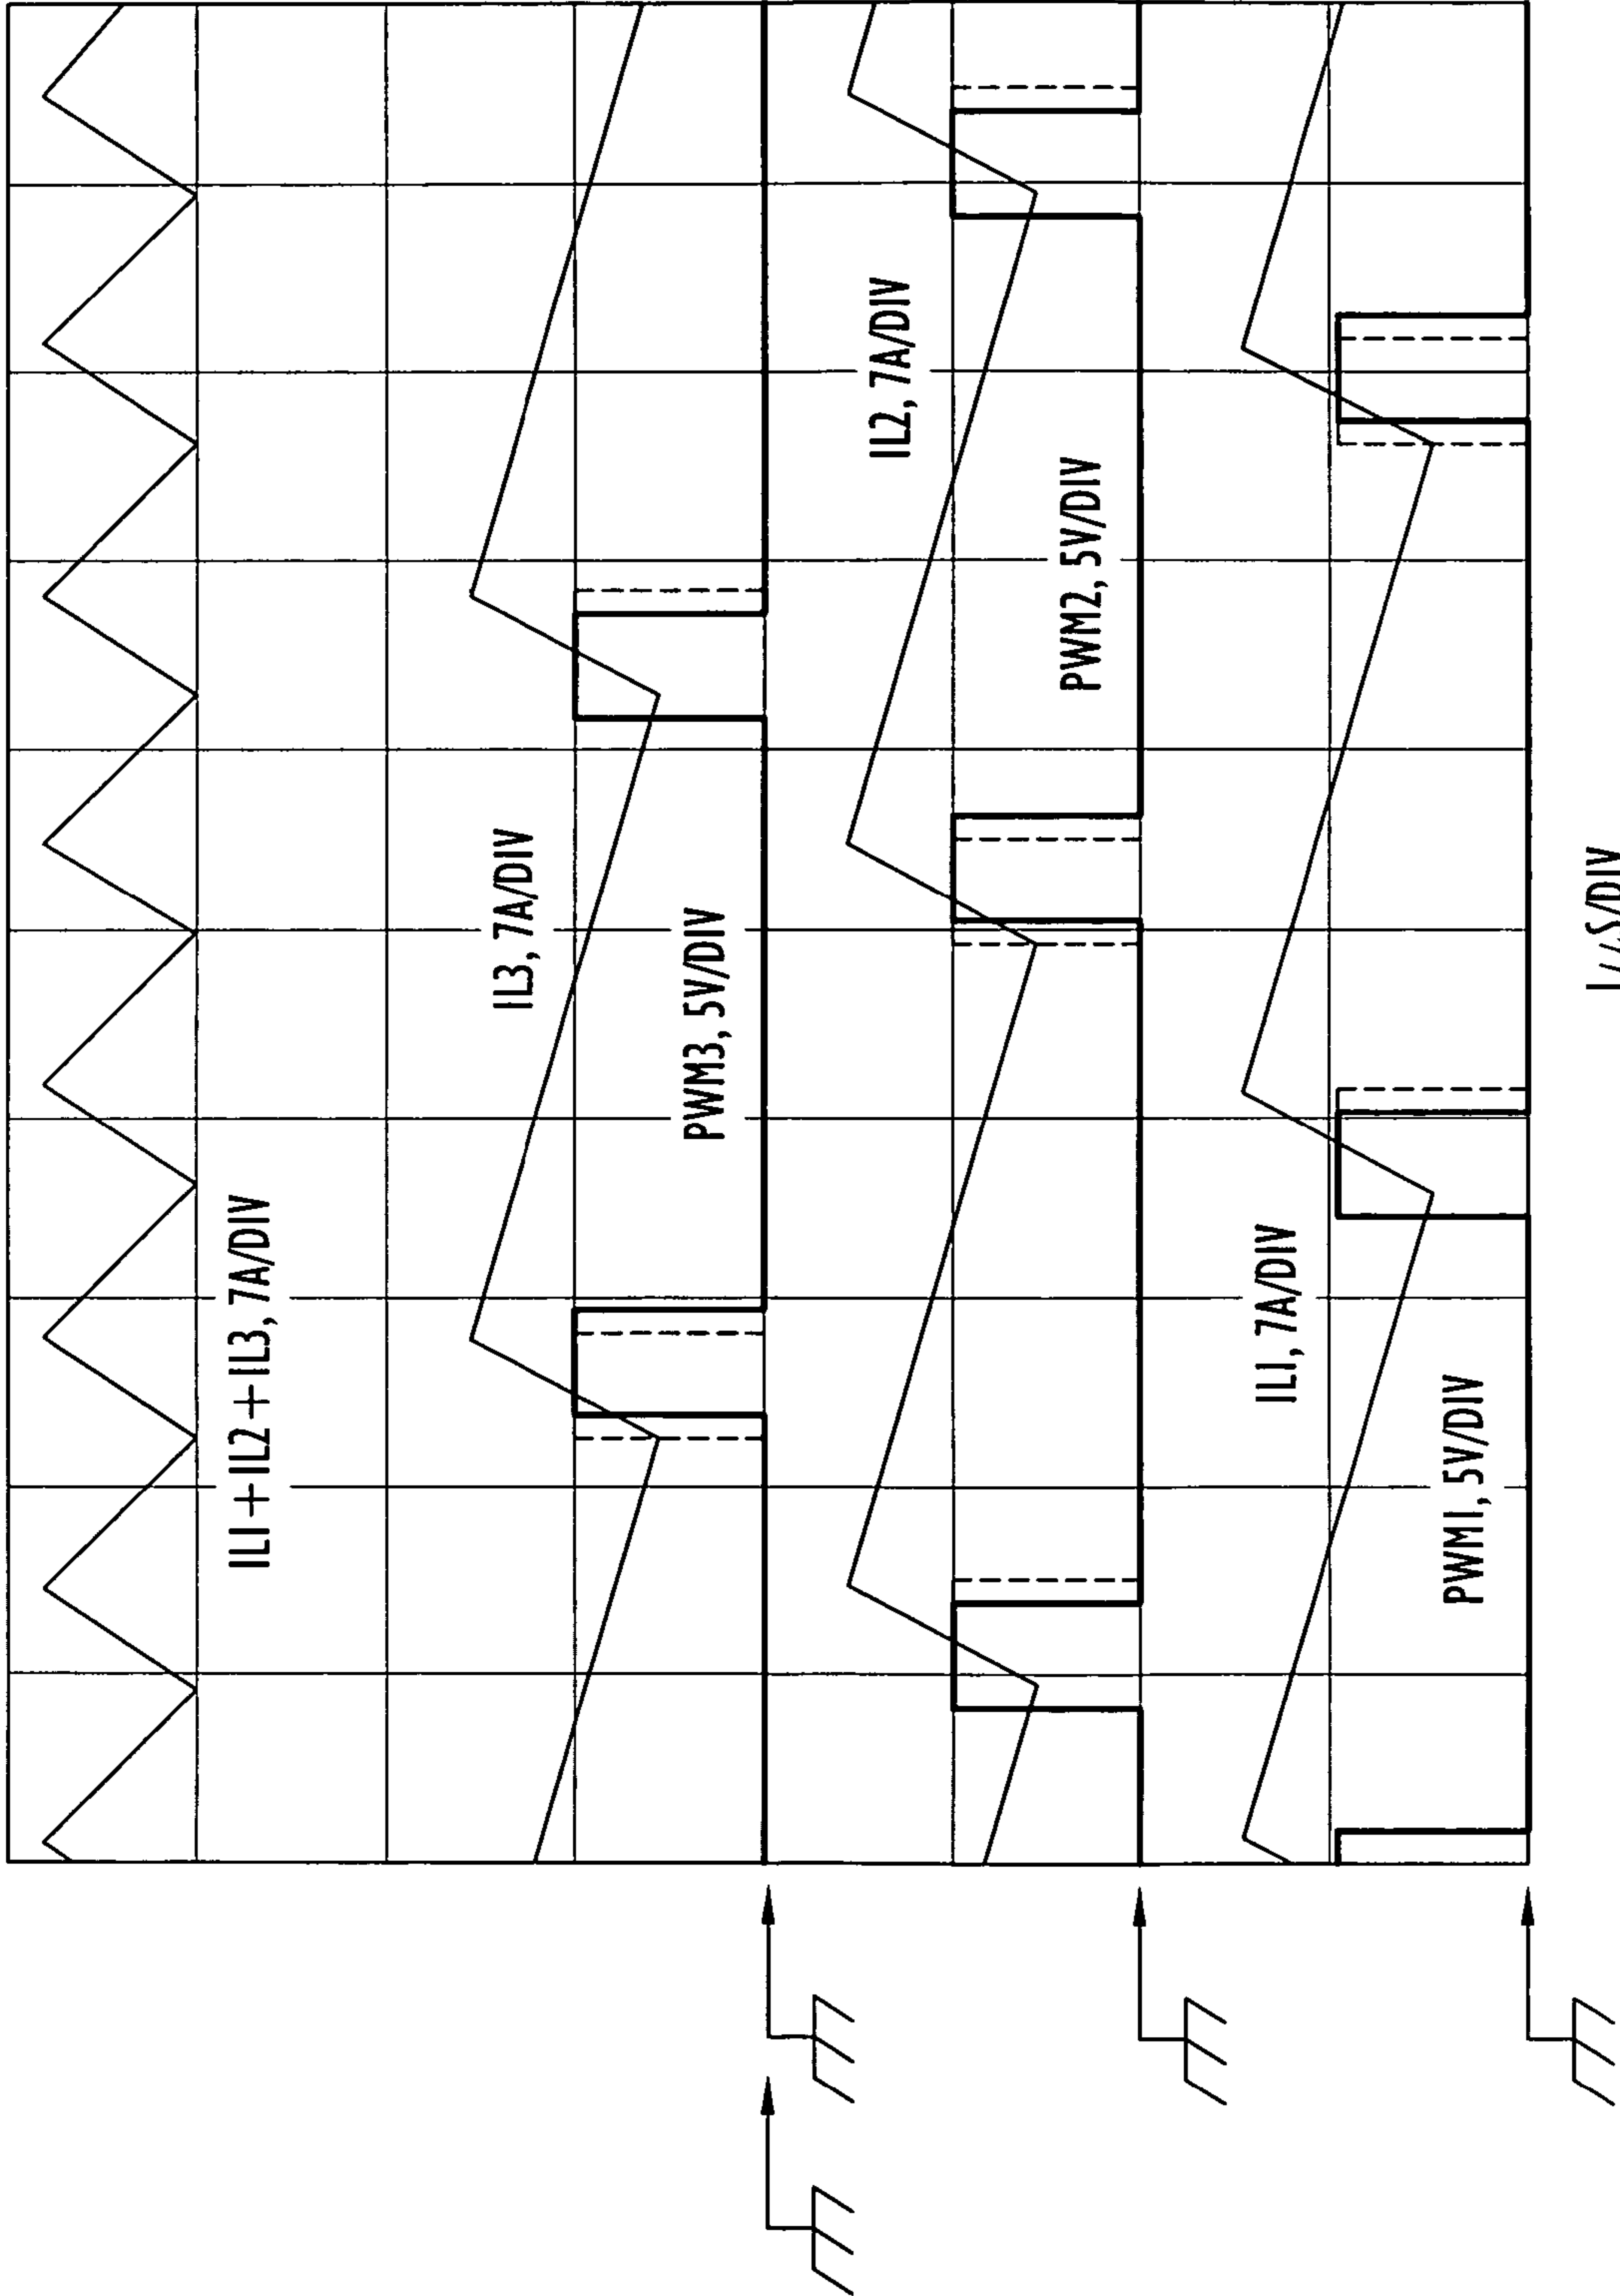 IL1+IL2+IL3, 7A/DIV
IL3, 7A/DIV
PWM3, 5V/DIV
IL2, 7A/DIV
PWM2, 5V/DIV
IL1, 7A/DIV
PWM1, 5V/DIV